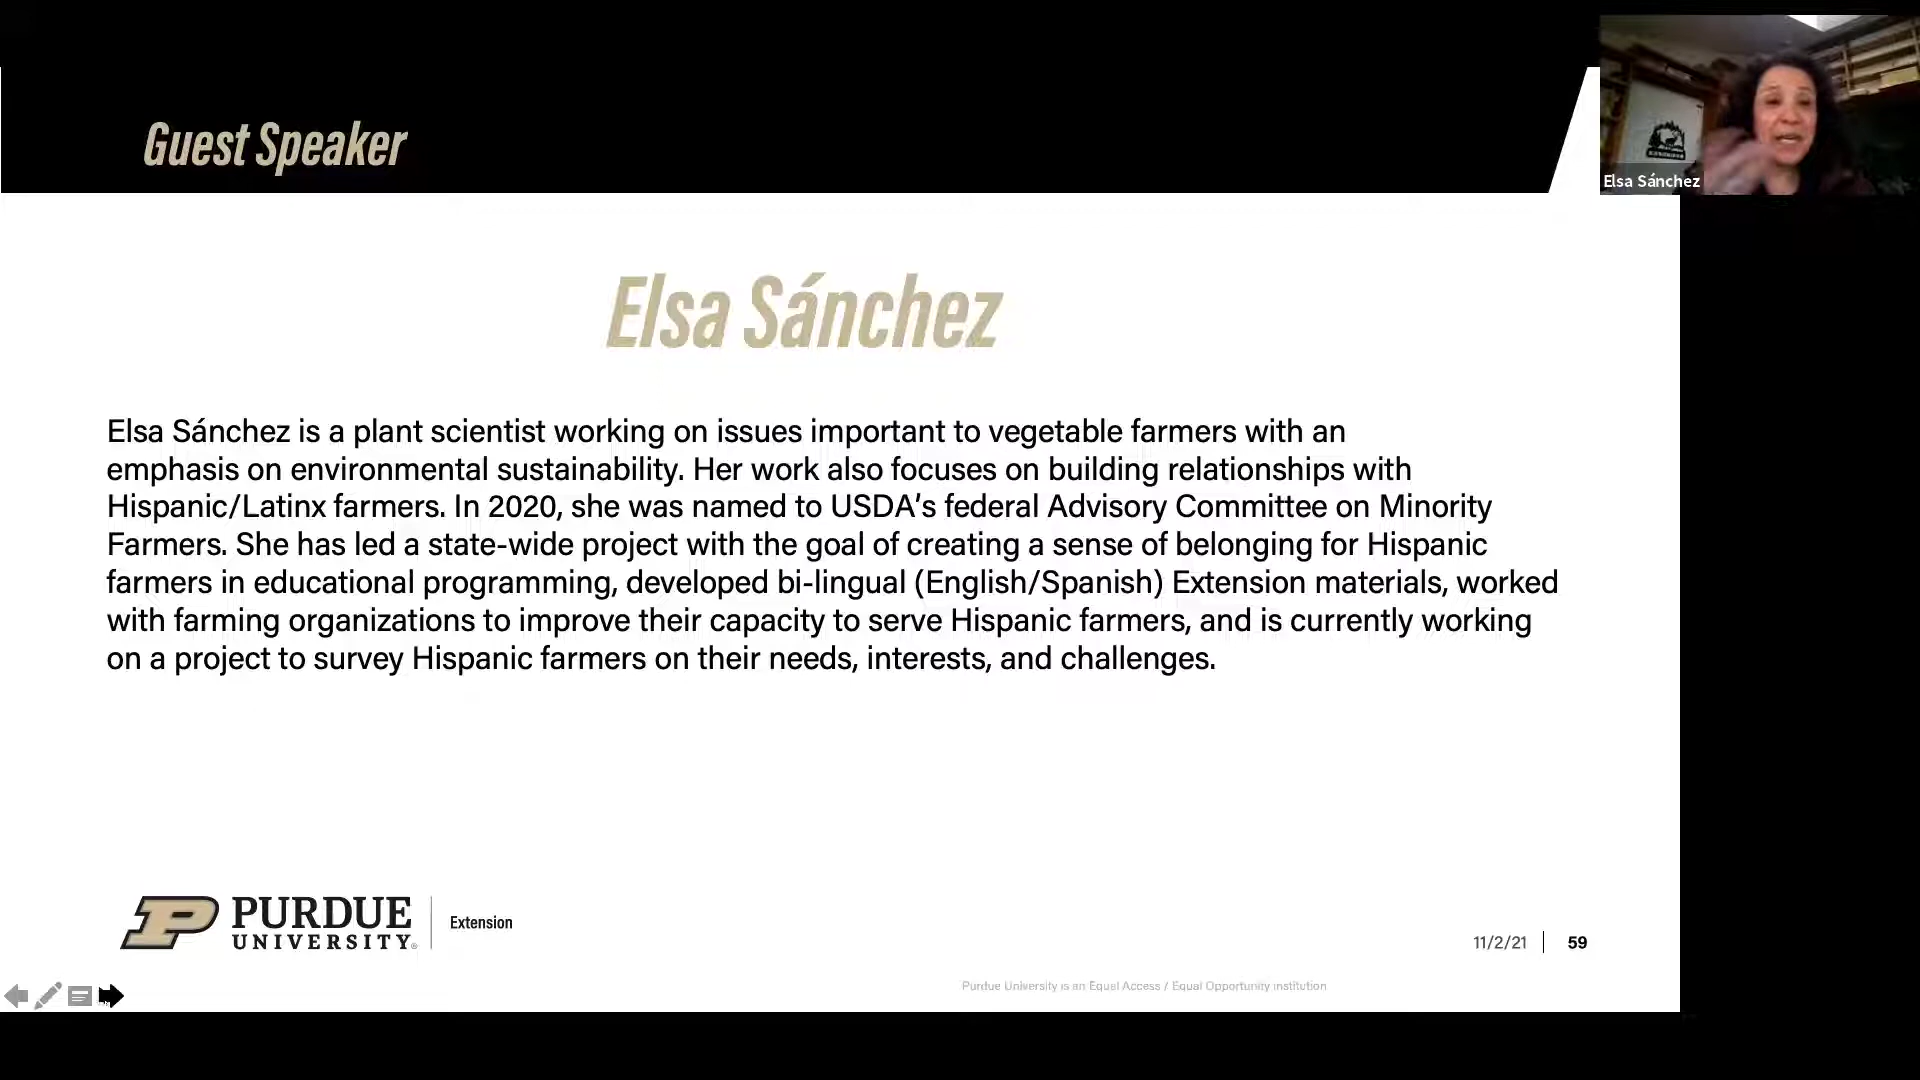 Guest Speaker
Elsa Sánchez
Elsa Sánchez
Elsa Sánchez is a plant scientist working on issues important to vegetable farmers with an
emphasis on environmental sustainability. Her work also focuses on building relationships with
Hispanic/Latinx farmers. In 2020, she was named to USDA's federal Advisory Committee on Minority
Farmers. She has led a state-wide project with the goal of creating a sense of belonging for Hispanic
farmers in educational programming, developed bi-lingual (English/Spanish) Extension materials, worked
with farming organizations to improve their capacity to serve Hispanic farmers, and is currently working
on a project to survey Hispanic farmers on their needs, interests, and challenges.
P PURDUE
UNIVERSITY®
Extension
11/2/21 59
Purdue University is an Equal Access / Equal Opportunity institution